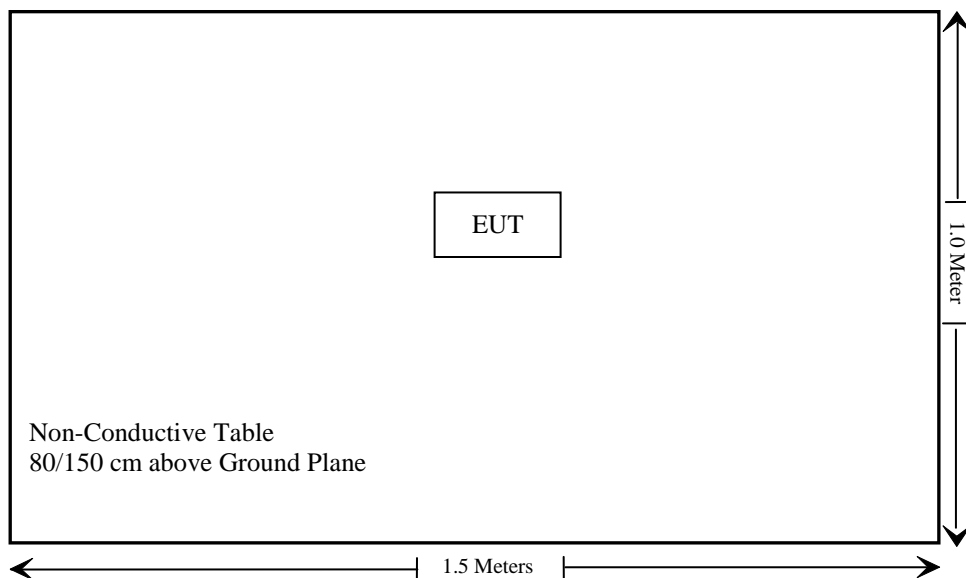 EUT
1.0 Meter
Non-Conductive Table
80/150 cm above Ground Plane
1.5 Meters